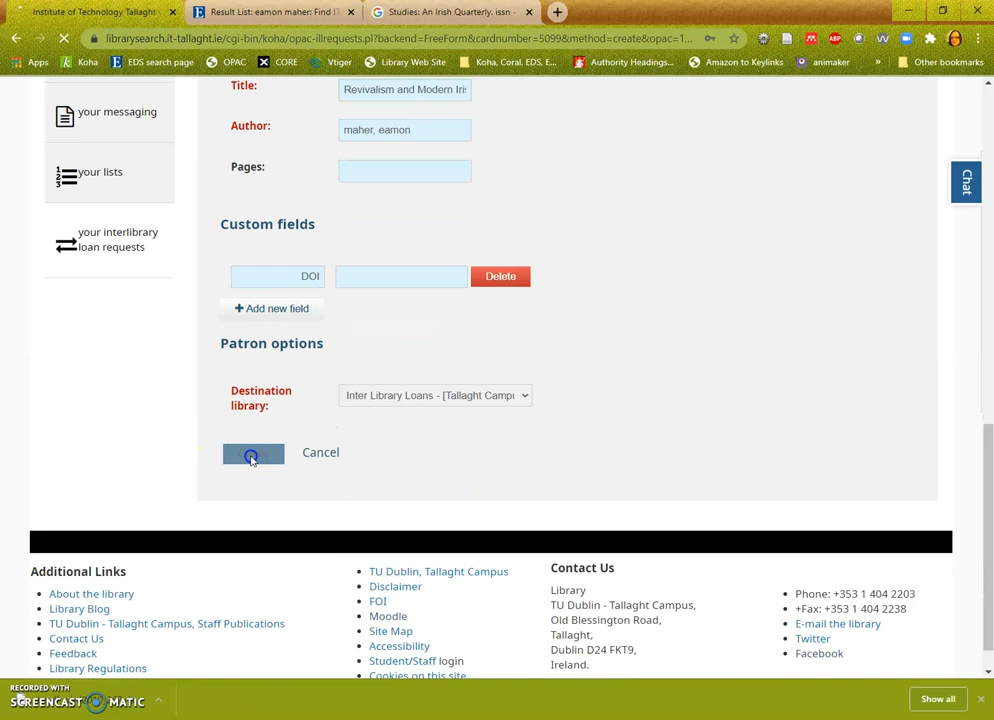 Institute of Technology Tallaght
Result List: eamon maher: Find IT
Studies: An Irish Quarterly. issn -
librarysearch.it-tallaght.ie/cgi-bin/koha/opac-illrequests.pl?backend=FreeForm&cardnumber=5099&method=create&opac=1...
Apps
Koha
EDS search page
OPAC
CORE
Vtiger
Library Web Site
Koha, Coral, EDS, E...
Authority Headings...
Amazon to Keylinks
animaker
»
Other bookmarks
your messaging
your lists
your interlibrary
loan requests
Title:
Revivalism and Modern Iris
Author:
maher, eamon
Pages:
Custom fields
DOI
Delete
+ Add new field
Patron options
Destination
library:
Inter Library Loans - [Tallaght Campu
Cancel
Chat
Additional Links
About the library
Library Blog
TU Dublin - Tallaght Campus, Staff Publications
Contact Us
Feedback
Library Regulations
TU Dublin, Tallaght Campus
Disclaimer
FOI
Moodle
Site Map
Accessibility
Student/Staff login
Cookies on this site
Contact Us
Library
TU Dublin - Tallaght Campus,
Old Blessington Road,
Tallaght,
Dublin D24 FKT9,
Ireland.
Phone: +353 1 404 2203
+Fax: +353 1 404 2238
E-mail the library
Twitter
Facebook
RECORDED WITH
SCREENCAST MATIC
Show all